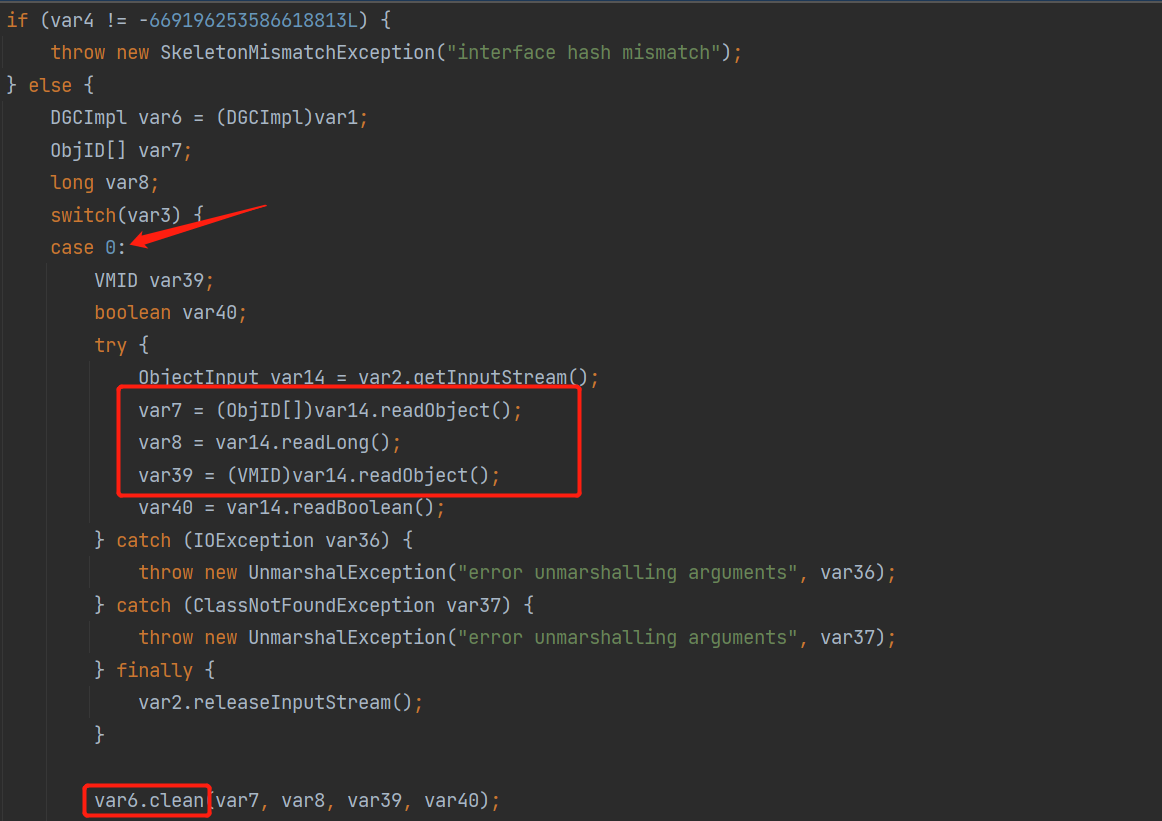 if (var4 != -669196253586618813L) {
throw new SkeletonMismatchException("interface hash mismatch");
} else {
DGCImpl var6 = (DGCImpl)var1;
ObjID[] var7;
long var8;
switch(var3) {
case 0:
VMID var39;
boolean var40;
try {
ObjectInput var14 = var2.getInputStream();
var7 = (ObjID[])var14.readObject();
var8 = var14.readLong();
var39 = (VMID)var14.readObject();
var40 = var14.readBoolean();
} catch (IOException var36) {
throw new UnmarshalException("error unmarshalling arguments", var36);
} catch (ClassNotFoundException var37) {
throw new UnmarshalException("error unmarshalling arguments", var37);
} finally {
var2.releaseInputStream();
}
var6.clean(var7, var8, var39, var40);